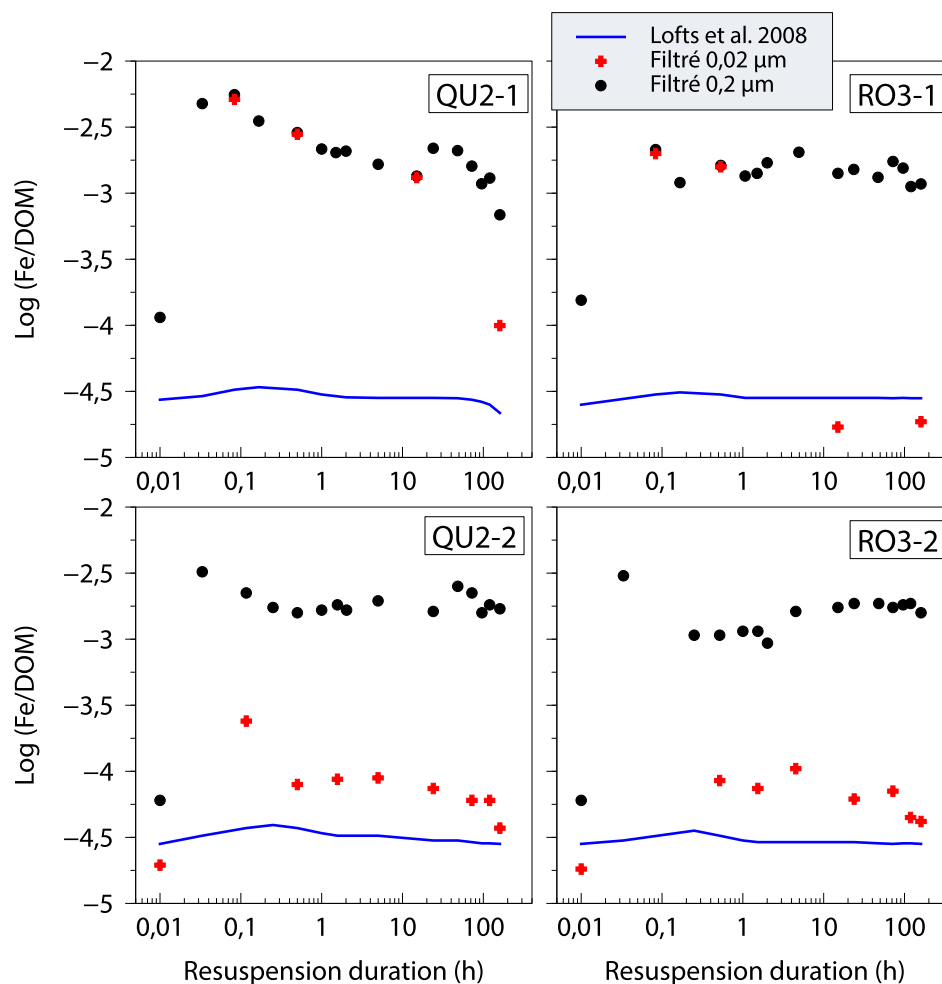 Lofts et al. 2008
Filtré 0,02 µm
Filtré 0,2 µm
QU2-1
RO3-1
Log (Fe/DOM)
−2
−2,5
−3
−3,5
−4
−4,5
−5
0,01 0,1 1 10 100
0,01 0,1 1 10 100
QU2-2
RO3-2
Log (Fe/DOM)
−2
−2,5
−3
−3,5
−4
−4,5
−5
0,01 0,1 1 10 100
0,01 0,1 1 10 100
Resuspension duration (h)
Resuspension duration (h)